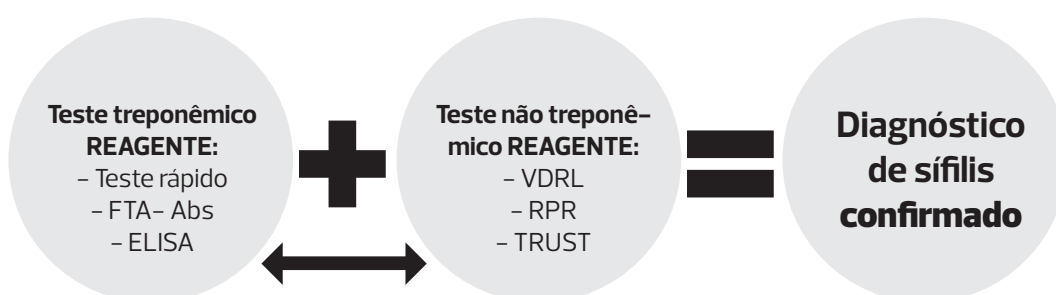 Teste treponêmico
REAGENTE:
– Teste rápido
– FTA– Abs
– ELISA
Teste não treponê–
mico REAGENTE:
– VDRL
– RPR
– TRUST
Diagnóstico
de sífilis
confirmado